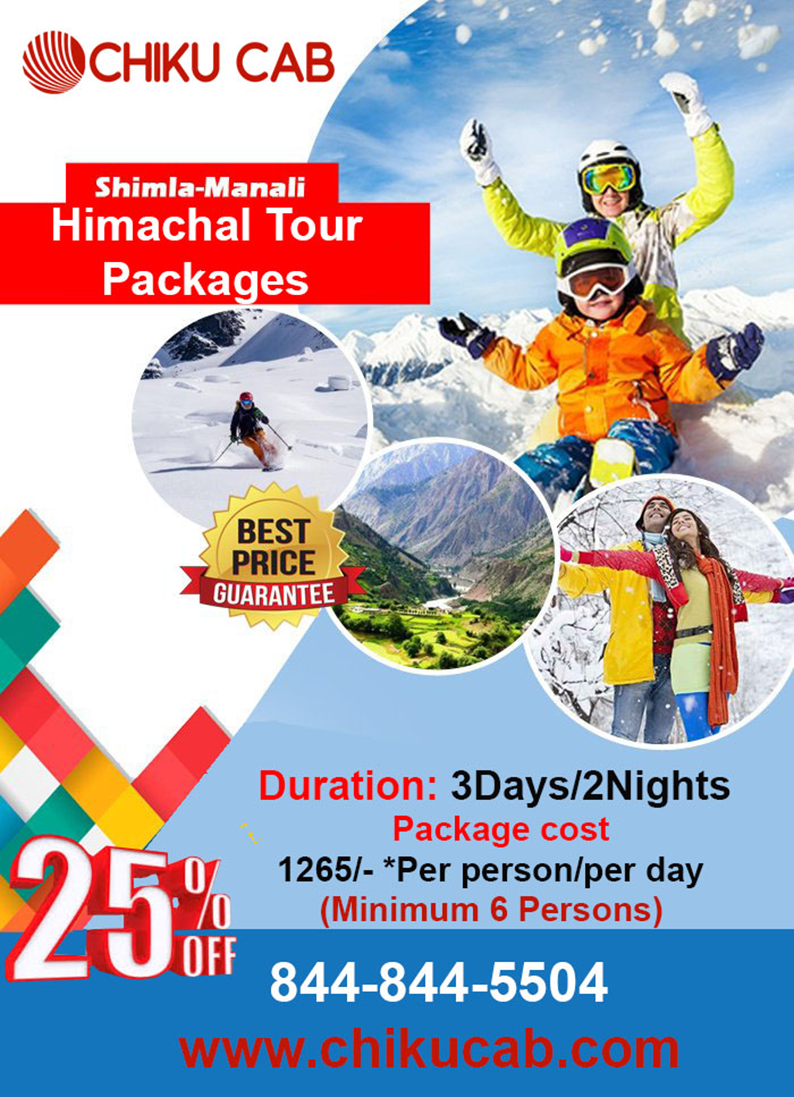 CHIKU CAB
Shimla-Manali
Himachal Tour
Packages
BEST
PRICE
GUARANTEE
Duration: 3Days/2Nights
Package cost
1265/- *Per person/per day
(Minimum 6 Persons)
25% OFF
844-844-5504
www.chikucab.com